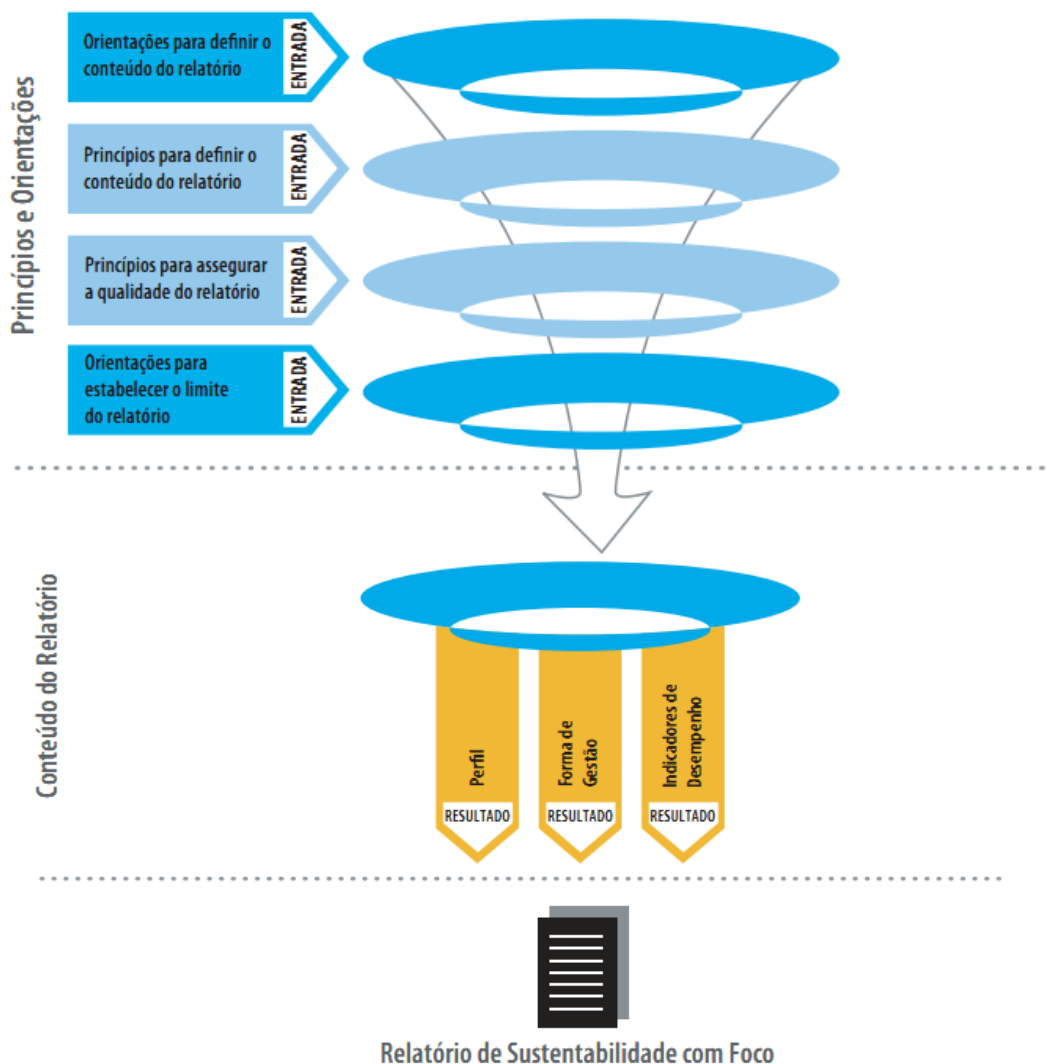 Princípios e Orientações
Orientações para definir o
conteúdo do relatório
ENTRADA
Princípios para definir o
conteúdo do relatório
ENTRADA
Princípios para assegurar
a qualidade do relatório
ENTRADA
Orientações para
estabelecer o limite
do relatório
ENTRADA
Conteúdo do Relatório
Perfil
RESULTADO
Forma de
Gestão
RESULTADO
Indicadores de
Desempenho
RESULTADO
Relatório de Sustentabilidade com Foco